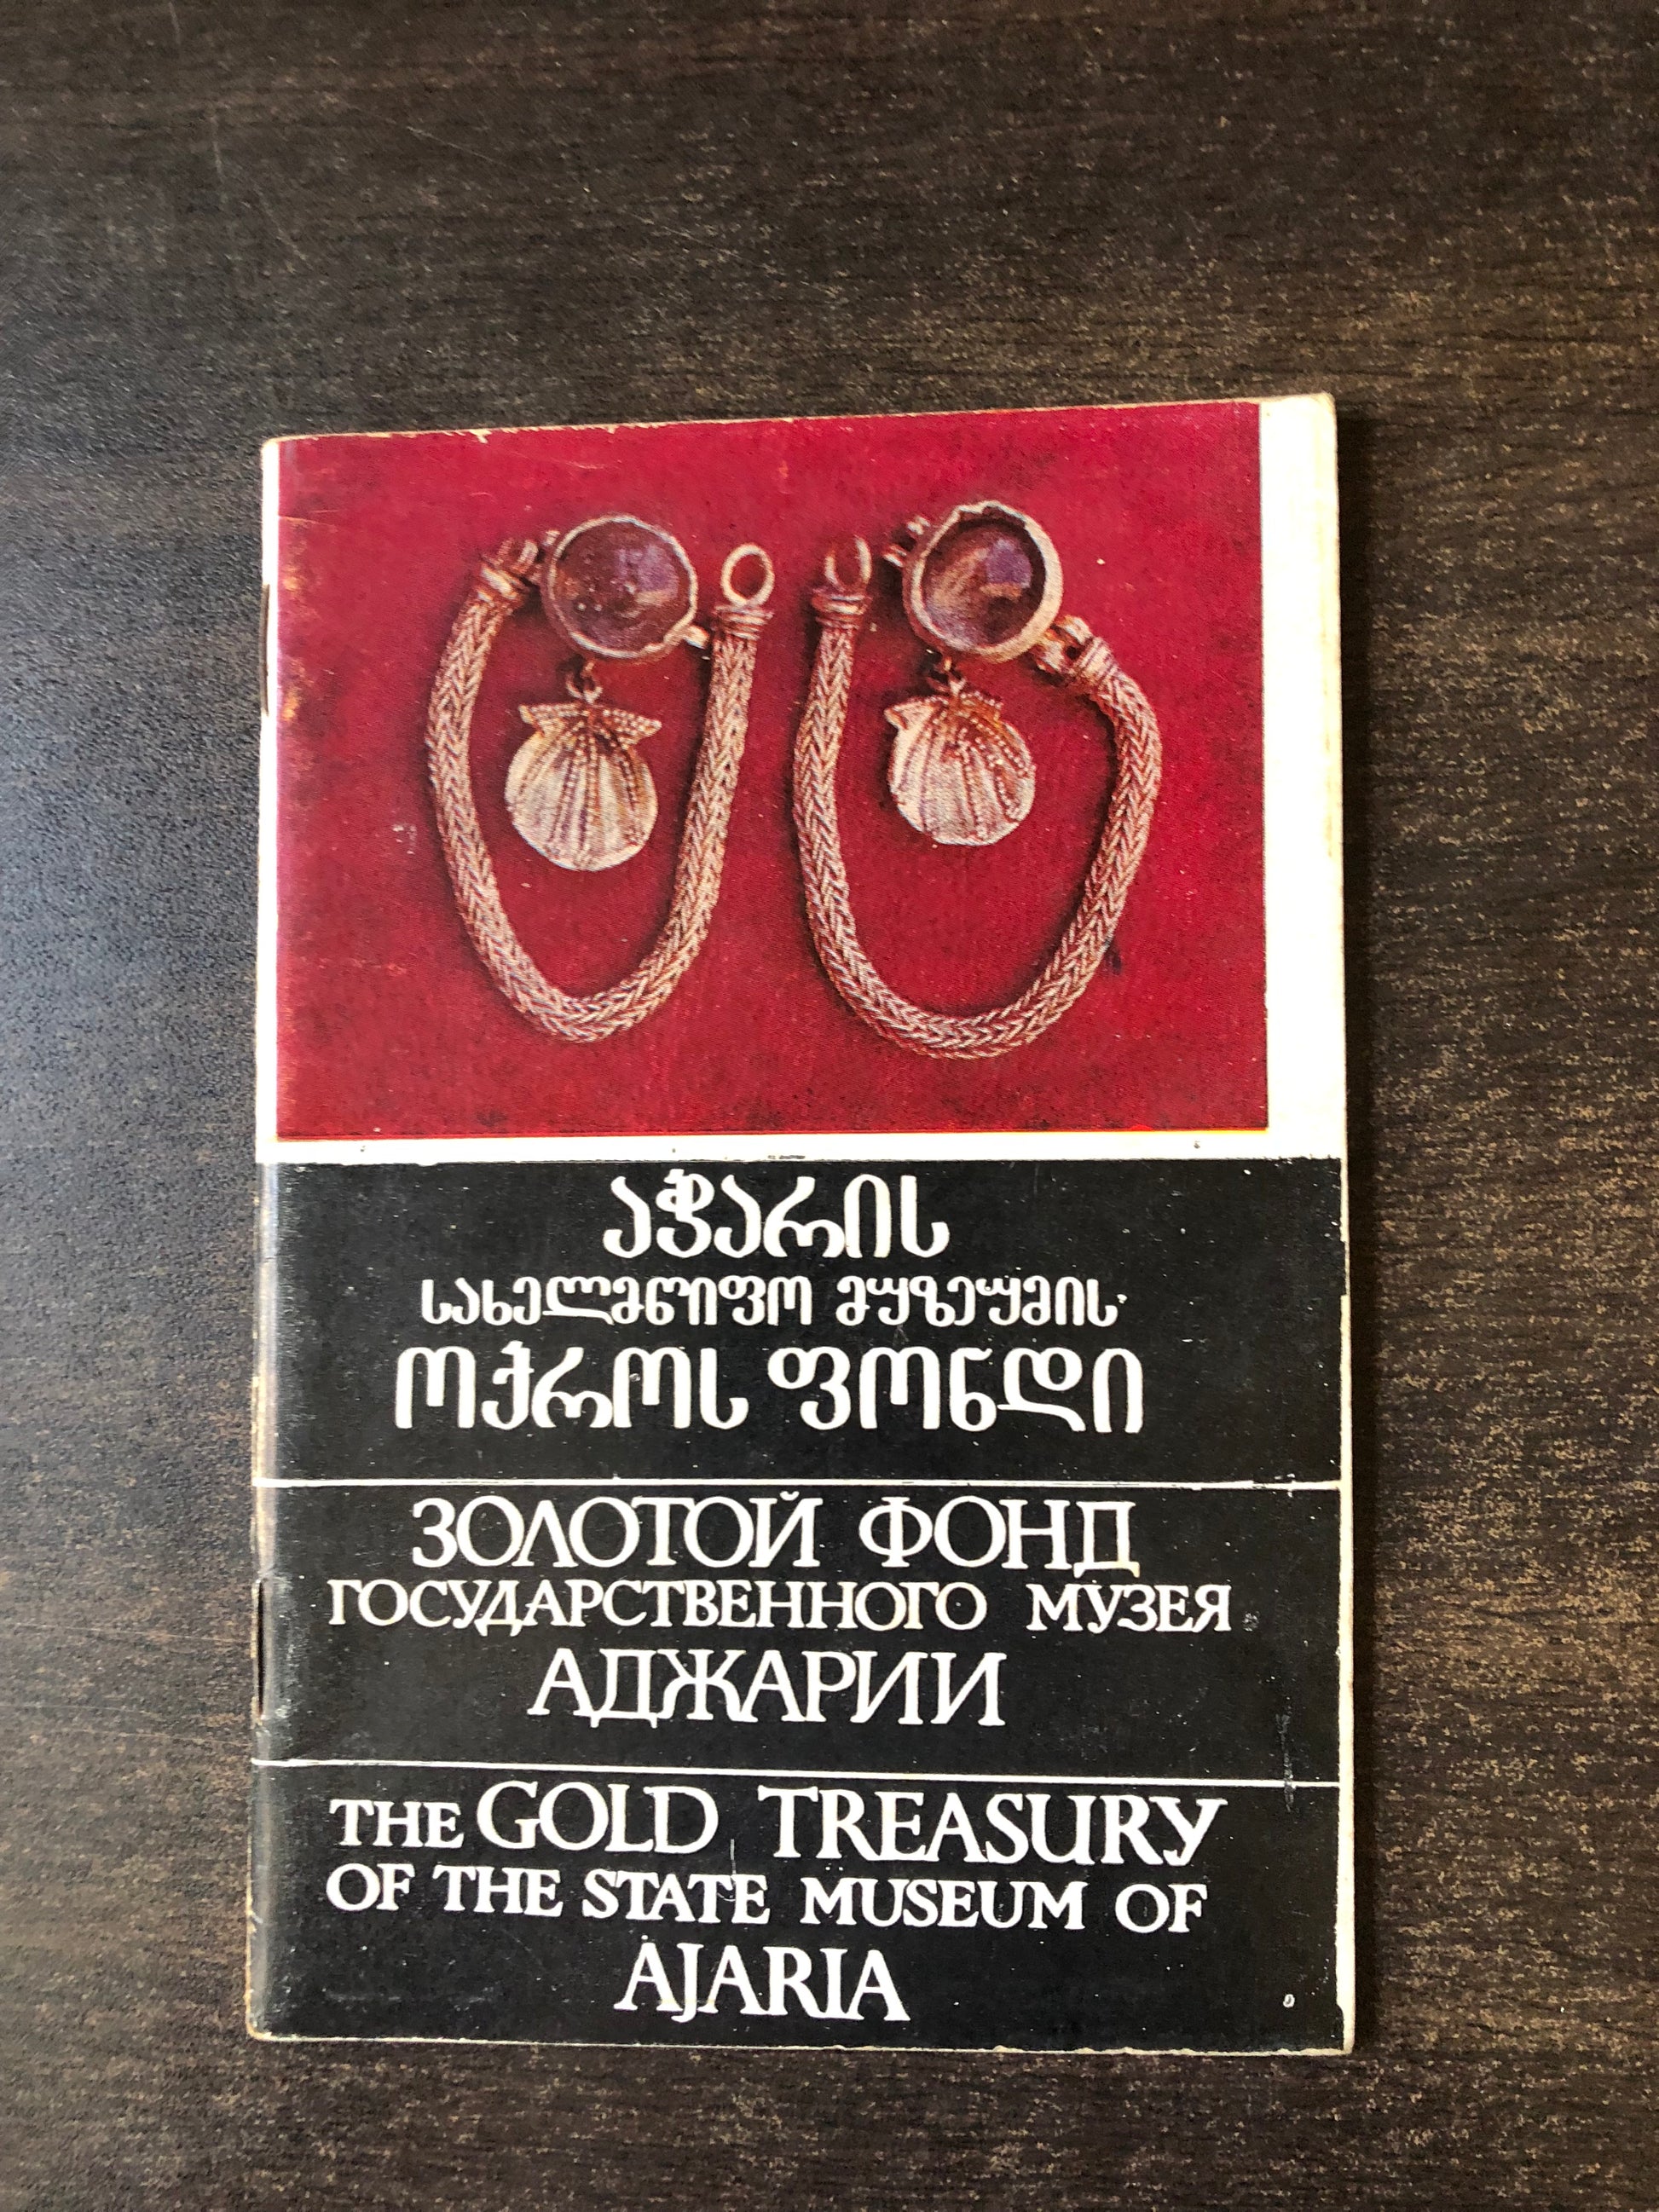 აჭარის
სახელმწიფო მუზეუმის
ოქროს ფონდი
ЗОЛОТОЙ ФОНД
ГОСУДАРСТВЕННОГО МУЗЕЯ
АДЖАРИИ
THE GOLD TREASURY
OF THE STATE MUSEUM OF
AJARIA